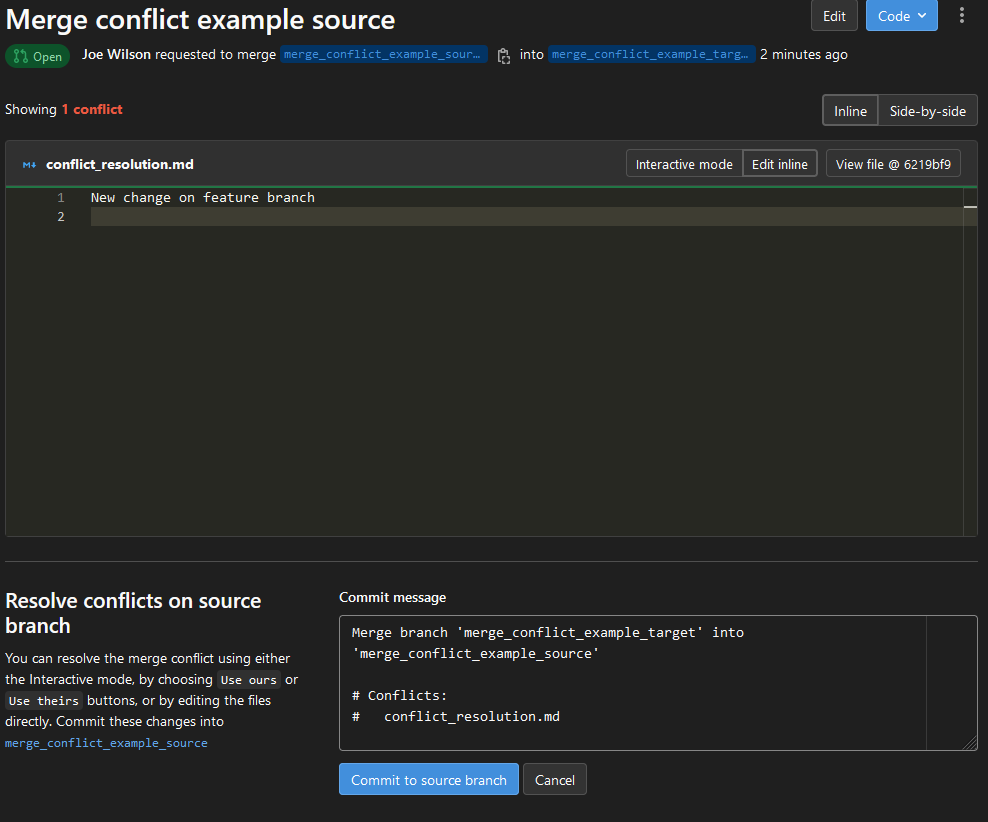 Merge conflict example source
Edit
Code
Open
Joe Wilson requested to merge merge_conflict_example_sour… into merge_conflict_example_targ… 2 minutes ago
Showing 1 conflict
Inline
Side-by-side
M↓ conflict_resolution.md
Interactive mode
Edit inline
View file @ 6219bf9
1 New change on feature branch
2
Resolve conflicts on source
branch
You can resolve the merge conflict using either
the Interactive mode, by choosing Use ours or
Use theirs buttons, or by editing the files
directly. Commit these changes into
merge_conflict_example_source
Commit message
Merge branch 'merge_conflict_example_target' into
'merge_conflict_example_source'
# Conflicts:
#   conflict_resolution.md
Commit to source branch
Cancel